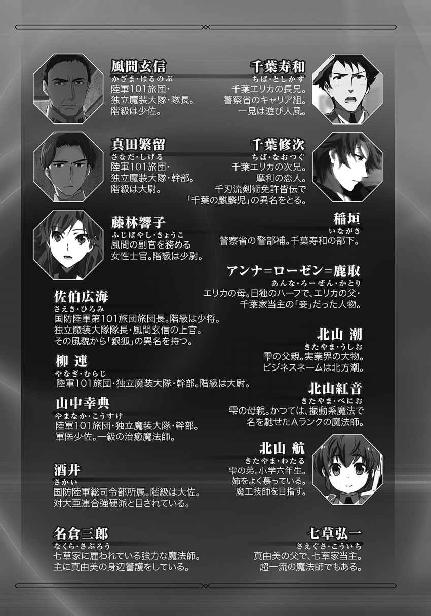 風間玄信
かざま・はるのぶ
陸軍101旅団・
独立魔装大隊・隊長。
階級は少佐。
真田繁留
さなだ・しげる
陸軍101旅団・
独立魔装大隊・幹部。
階級は大尉。
藤林響子
ふじばやし・きょうこ
風間の副官を務める
女性士官。階級は少尉。
佐伯広海
さえき・ひろみ
国防陸軍第101旅団旅団長。階級は少将。
独立魔装大隊隊長・風間玄信の上官。
その風貌から「銀狐」の異名を持つ。
柳 連
やなぎ・むらじ
陸軍101旅団・独立魔装大隊・幹部。階級は大尉。
山中幸典
やまなか・こうすけ
陸軍101旅団・独立魔装大隊・幹部。
軍医少佐。一級の治癒魔法師。
酒井
さかい
国防陸軍総司令部所属。階級は大佐。
対大亜連合強硬派と目されている。
名倉三郎
なくら・さぶろう
七草家に雇われている強力な魔法師。
主に真由美の身辺警護をしている。
千葉寿和
ちば・としかず
千葉エリカの長兄。
警察省のキャリア組。
一見は遊び人風。
千葉修次
ちば・なおつぐ
千葉エリカの次兄。
摩利の恋人。
千刃流剣術免許皆伝で
「千葉の麒麟児」の異名をとる。
稲垣
いながき
警察省の警部補。千葉寿和の部下。
アンナ=ローゼン=鹿取
あんな・ろーぜん・かとり
エリカの母。日独のハーフで、エリカの父・
千葉家当主の「妾」だった人物。
北山 潮
きたやま・うしお
雫の父親。実業界の大物。
ビジネスネームは北方潮。
北山紅音
きたやま・べにお
雫の母親。かつては、振動系魔法で
名を馳せたAランクの魔法師。
北山 航
きたやま・わたる
雫の弟。小学六年生。
姉をよく慕っている。
魔工技師を目指す。
七草弘一
さえぐさ・こういち
真由美の父で、七草家当主。
超一流の魔法師でもある。